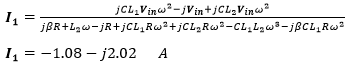 I₁ = (jCL₁Vᵢₙω² − jVᵢₙ + jCL₂Vᵢₙω²) / (jβR + L₂ω − jR + jCL₁Rω² + jCL₂Rω² − CL₁L₂ω³ − jβCL₁Rω²)
I₁ = −1.08 − j2.02 A